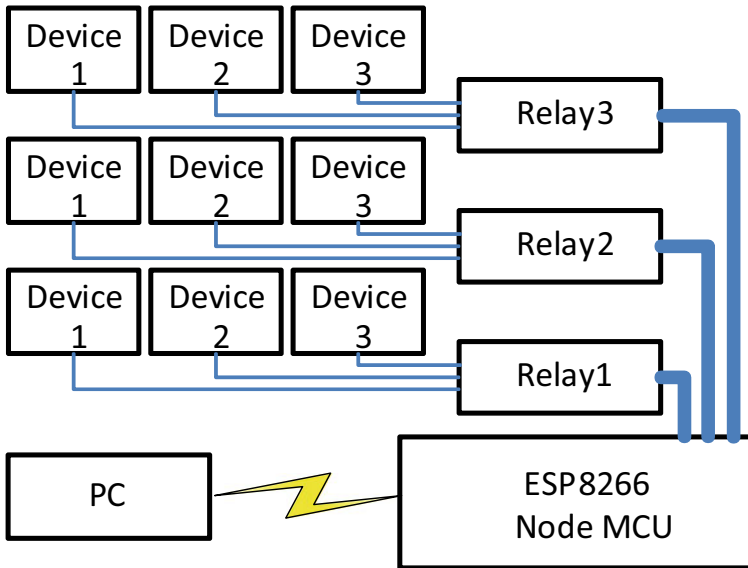 Device
1
Device
2
Device
3
Relay3
Device
1
Device
2
Device
3
Relay2
Device
1
Device
2
Device
3
Relay1
PC
ESP8266
Node MCU